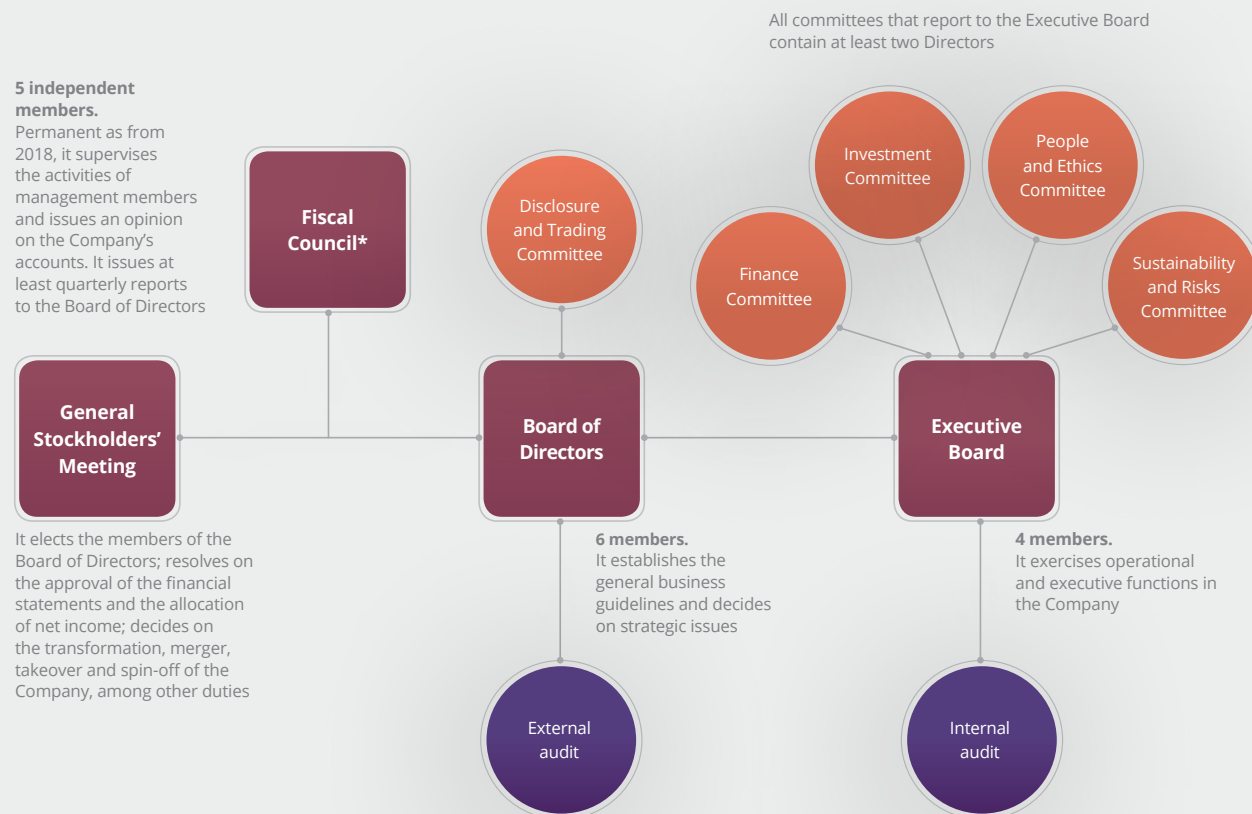 All committees that report to the Executive Board
contain at least two Directors
5 independent
members.
Permanent as from
2018, it supervises
the activities of
management members
and issues an opinion
on the Company’s
accounts. It issues at
least quarterly reports
to the Board of Directors
Fiscal
Council*
Disclosure
and Trading
Committee
Finance
Committee
Investment
Committee
People
and Ethics
Committee
Sustainability
and Risks
Committee
General
Stockholders’
Meeting
Board of
Directors
Executive
Board
It elects the members of the
Board of Directors; resolves on
the approval of the financial
statements and the allocation
of net income; decides on
the transformation, merger,
takeover and spin-off of the
Company, among other duties
6 members.
It establishes the
general business
guidelines and decides
on strategic issues
4 members.
It exercises operational
and executive functions in
the Company
External
audit
Internal
audit